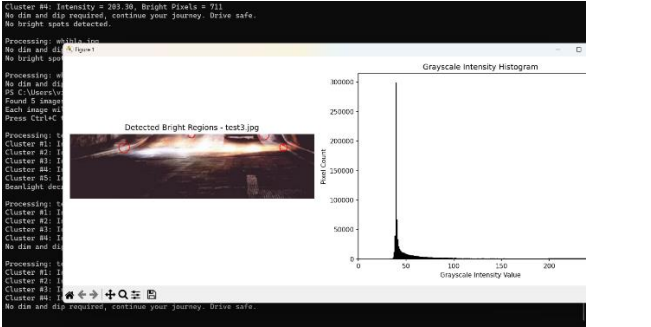 Cluster #4: Intensity = 203.30, Bright Pixels = 711
No dim and dip required, continue your journey. Drive safe.
No bright spots detected.
Processing: whibla.jpg
No dim and di
No bright spot
Figure 1
Processing: w
No dim and di
PS C:\Users\v
Found 5 image
Each image wi
Press Ctrl+C
Processing: te
Cluster #1: I
Cluster #2: I
Cluster #3: I
Cluster #4: I
Cluster #5: I
Beamlight dec
Processing: t
Cluster #1: I
Cluster #2: I
Cluster #3: I
Cluster #4: I
No dim and di
Processing: t
Cluster #1: I
Cluster #2: I
Cluster #3: I
Cluster #4: I
No dim and dip required, continue your journey. Drive safe.
Detected Bright Regions - test3.jpg
Grayscale Intensity Histogram
Pixel Count
300000
250000
200000
150000
100000
50000
0
0 50 100 150 200
Grayscale Intensity Value